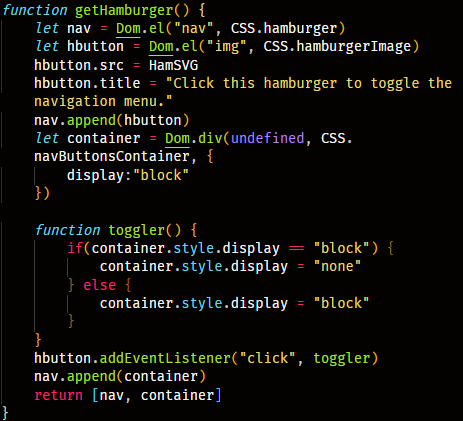 function getHamburger() {
    let nav = Dom.el("nav", CSS.hamburger)
    let hbutton = Dom.el("img", CSS.hamburgerImage)
    hbutton.src = HamSVG
    hbutton.title = "Click this hamburger to toggle the
    navigation menu."
    nav.append(hbutton)
    let container = Dom.div(undefined, CSS.
    navButtonsContainer, {
        display:"block"
    })
    function toggler() {
        if(container.style.display == "block") {
            container.style.display = "none"
        } else {
            container.style.display = "block"
        }
    }
    hbutton.addEventListener("click", toggler)
    nav.append(container)
    return [nav, container]
}